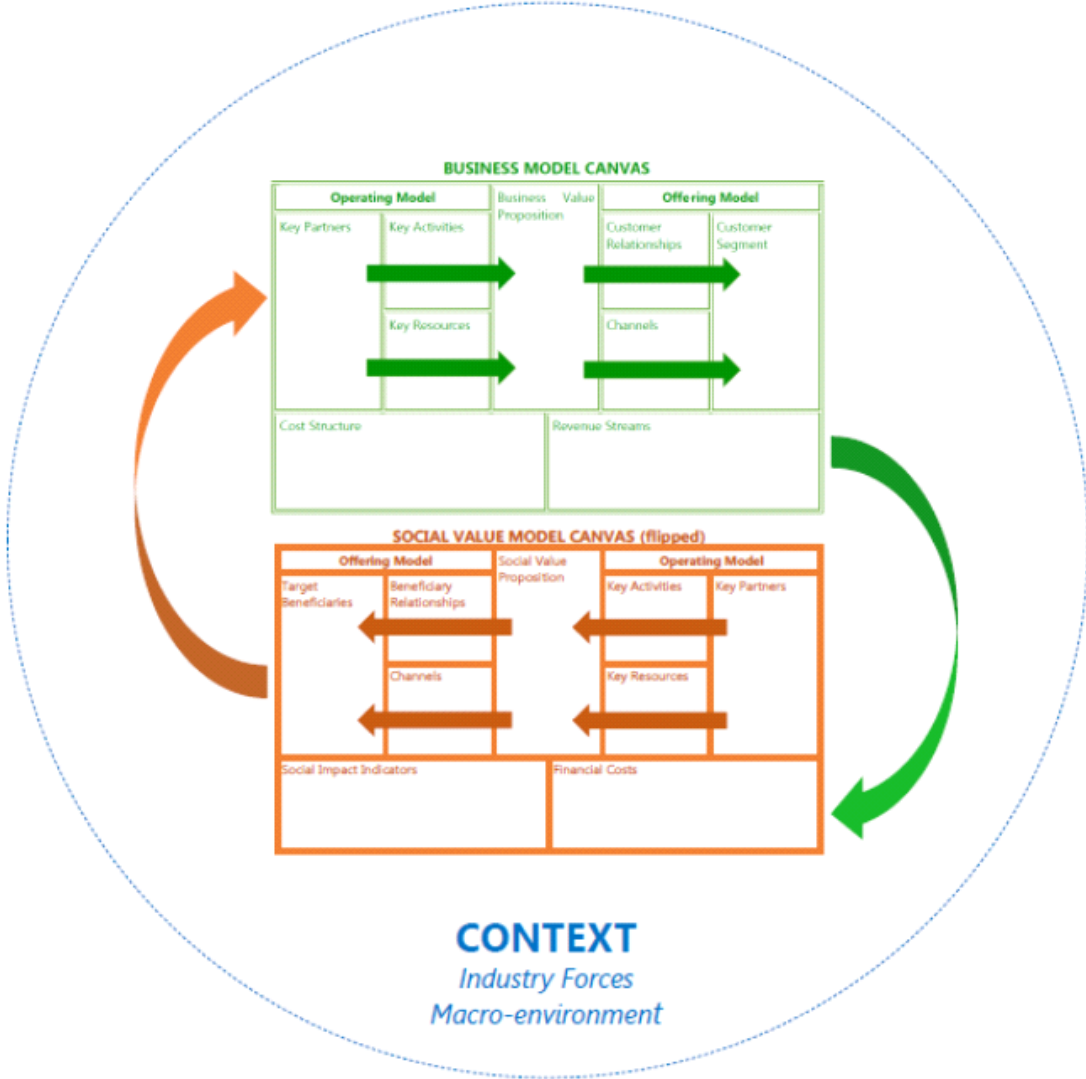 BUSINESS MODEL CANVAS
Operating Model
Business Value
Proposition
Offering Model
Key Partners
Key Activities
Customer
Relationships
Customer
Segment
Key Resources
Channels
Cost Structure
Revenue Streams
SOCIAL VALUE MODEL CANVAS (flipped)
Offering Model
Social Value
Proposition
Operating Model
Target
Beneficiaries
Beneficiary
Relationships
Key Activities
Key Partners
Channels
Key Resources
Social Impact Indicators
Financial Costs
CONTEXT
Industry Forces
Macro-environment